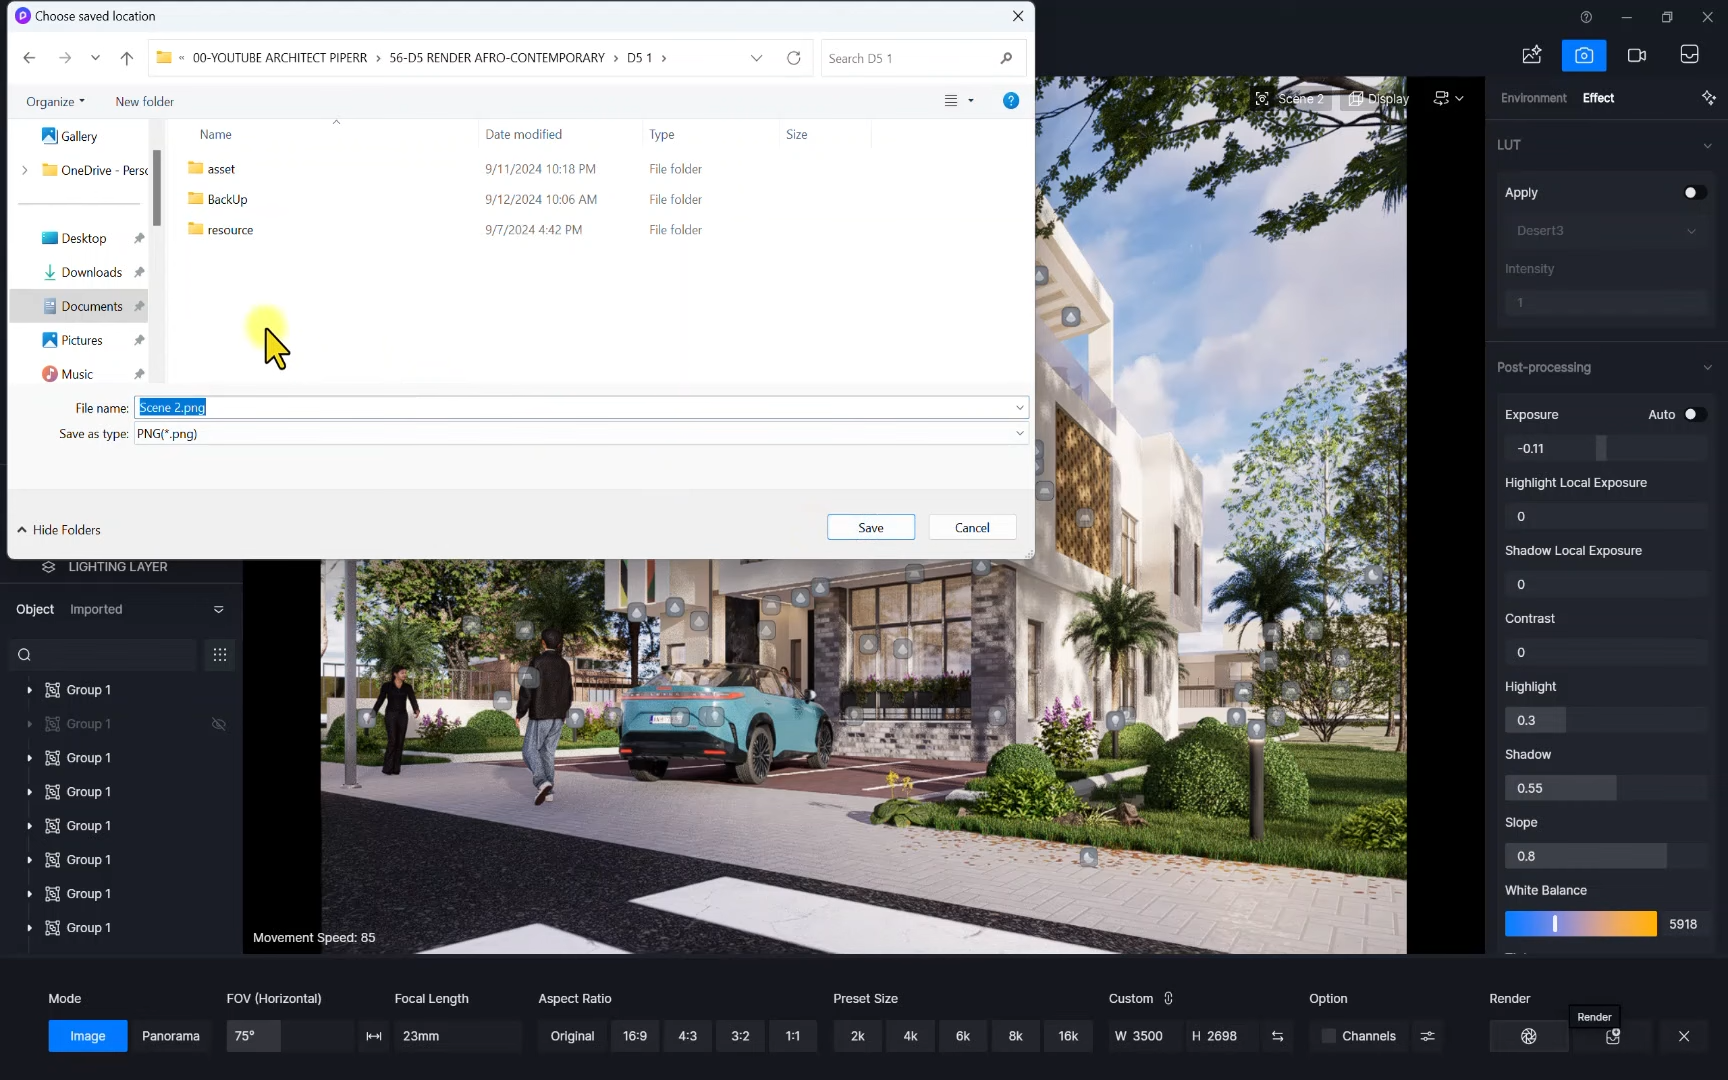 Choose saved location
« 00-YOUTUBE ARCHITECT PIPERR > 56-D5 RENDER AFRO-CONTEMPORARY > D5 1 >
Search D5 1
Organize
New folder
Gallery
OneDrive - Perso
Desktop
Downloads
Documents
Pictures
Music
Name Date modified Type Size
asset 9/11/2024 10:18 PM File folder
BackUp 9/12/2024 10:06 AM File folder
resource 9/7/2024 4:42 PM File folder
File name: Scene 2.png
Save as type: PNG(*.png)
Hide Folders
Save Cancel
Scene 2 Display
LIGHTING LAYER
Object Imported
Group 1
Group 1
Group 1
Group 1
Group 1
Group 1
Group 1
Group 1
Movement Speed: 85
Environment Effect
LUT
Apply
Desert3
Intensity
1
Post-processing
Exposure Auto
-0.11
Highlight Local Exposure
0
Shadow Local Exposure
0
Contrast
0
Highlight
0.3
Shadow
0.55
Slope
0.8
White Balance
5918
Mode FOV (Horizontal) Focal Length Aspect Ratio Preset Size Custom Option Render
Render
Image Panorama 75° 23mm Original 16:9 4:3 3:2 1:1 2k 4k 6k 8k 16k W 3500 H 2698 Channels